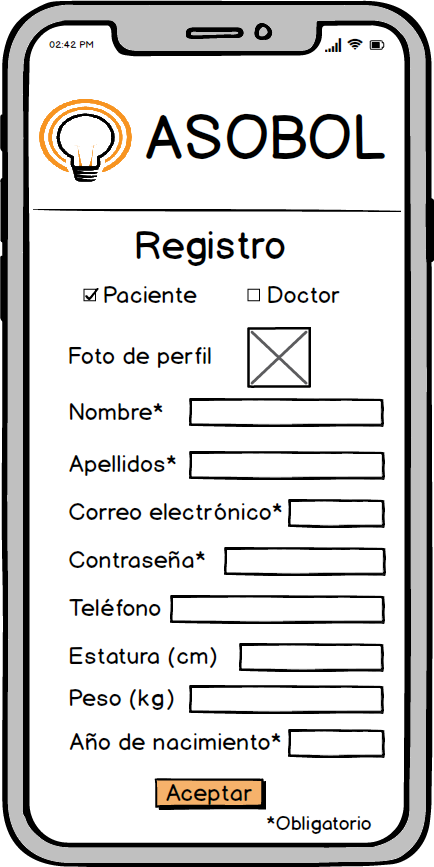 02:42 PM
ASOBOL
Registro
Paciente Doctor
Foto de perfil
Nombre*
Apellidos*
Correo electrónico*
Contraseña*
Teléfono
Estatura (cm)
Peso (kg)
Año de nacimiento*
Aceptar
*Obligatorio